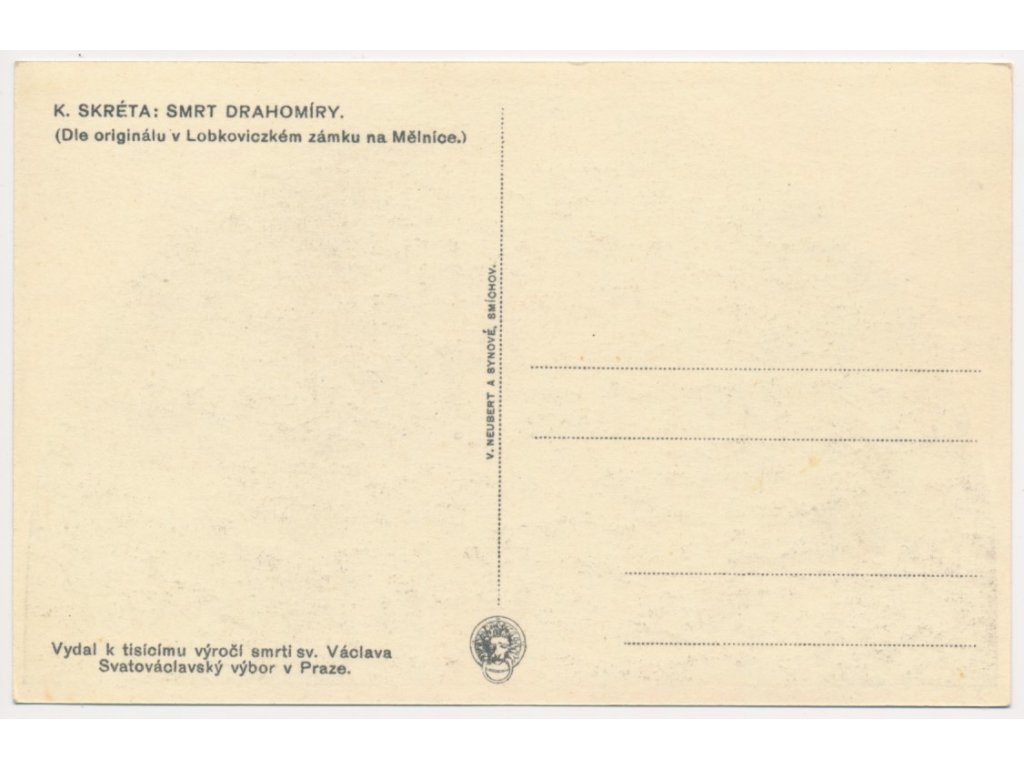 K. SKRÉTA: SMRT DRAHOMÍRY.
(Dle originálu v Lobkoviczkém zámku na Mělníce.)
V. NEUBERT A SYNOVÉ, SMÍCHOV.
Vydal k tisícímu výročí smrti sv. Václava
Svatováclavský výbor v Praze.